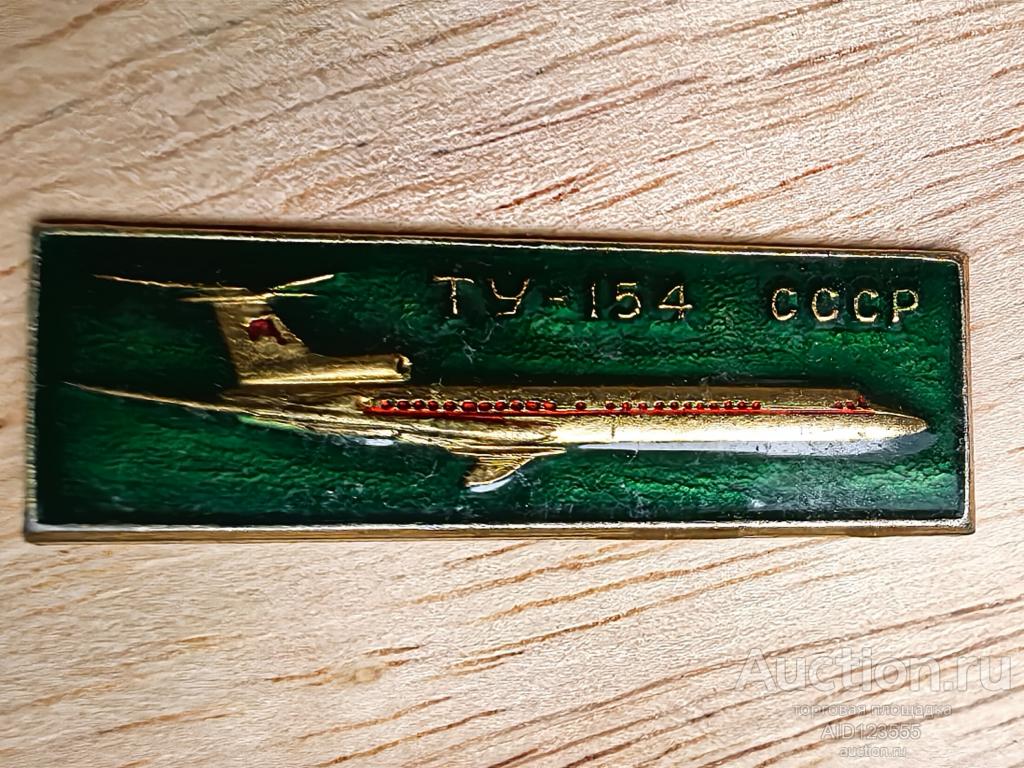 ТУ-154 СССР
Auction.ru
торговая площадка
AID123555
auction.ru